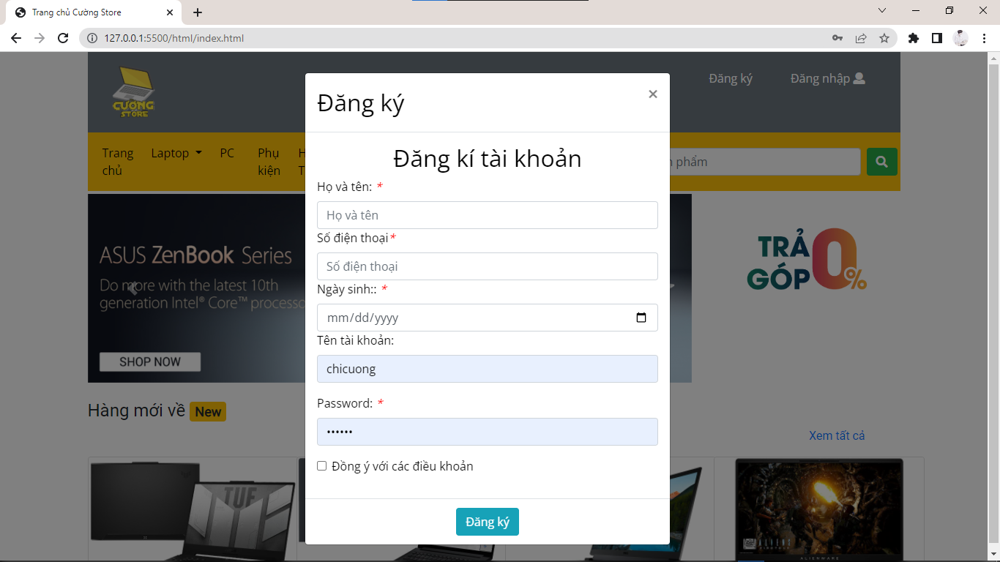 Trang chủ Cường Store
127.0.0.1:5500/html/index.html
CƯỜNG
STORE
Đăng ký
Đăng nhập
Trang chủ
Laptop
PC
Phụ kiện
phẩm
Đăng ký
×
Đăng kí tài khoản
Họ và tên: *
Họ và tên
Số điện thoại*
Số điện thoại
Ngày sinh:: *
mm/dd/yyyy
Tên tài khoản:
chicuong
Password: *
••••••
Đồng ý với các điều khoản
Đăng ký
ASUS ZenBook Series
Do more with the latest 10th
generation Intel® Core™ processo
SHOP NOW
TRẢ
GÓP
0%
Hàng mới về New
Xem tất cả
TUF
ALIENS
ALIENWARE